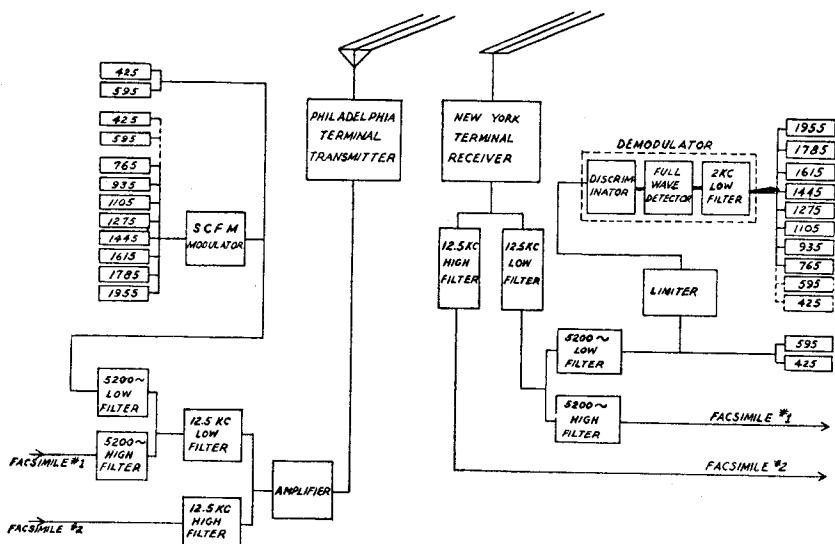 425
595
425
595
765
935
1105
1275
1445
1615
1785
1955
SCFM
MODULATOR
PHILADELPHIA
TERMINAL
TRANSMITTER
5200~
LOW
FILTER
5200~
HIGH
FILTER
FACSIMILE #1
12.5 KC
LOW
FILTER
12.5 KC
HIGH
FILTER
FACSIMILE #2
AMPLIFIER
NEW YORK
TERMINAL
RECEIVER
12.5 KC
HIGH
FILTER
12.5 KC
LOW
FILTER
DEMODULATOR
DISCRIM-
INATOR
FULL
WAVE
DETECTOR
2KC
LOW
FILTER
1955
1785
1615
1445
1275
1105
935
765
595
425
LIMITER
5200~
LOW
FILTER
595
425
5200~
HIGH
FILTER
FACSIMILE #1
FACSIMILE #2